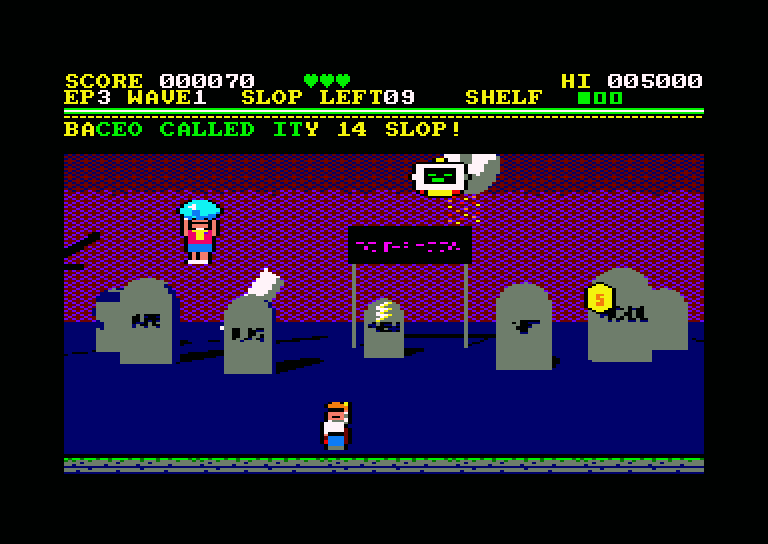 SCORE 000070 ♥♥♥ HI 005000
EP3 WAVE1 SLOP LEFT09 SHELF
BACEO CALLED ITY 14 SLOP!
S